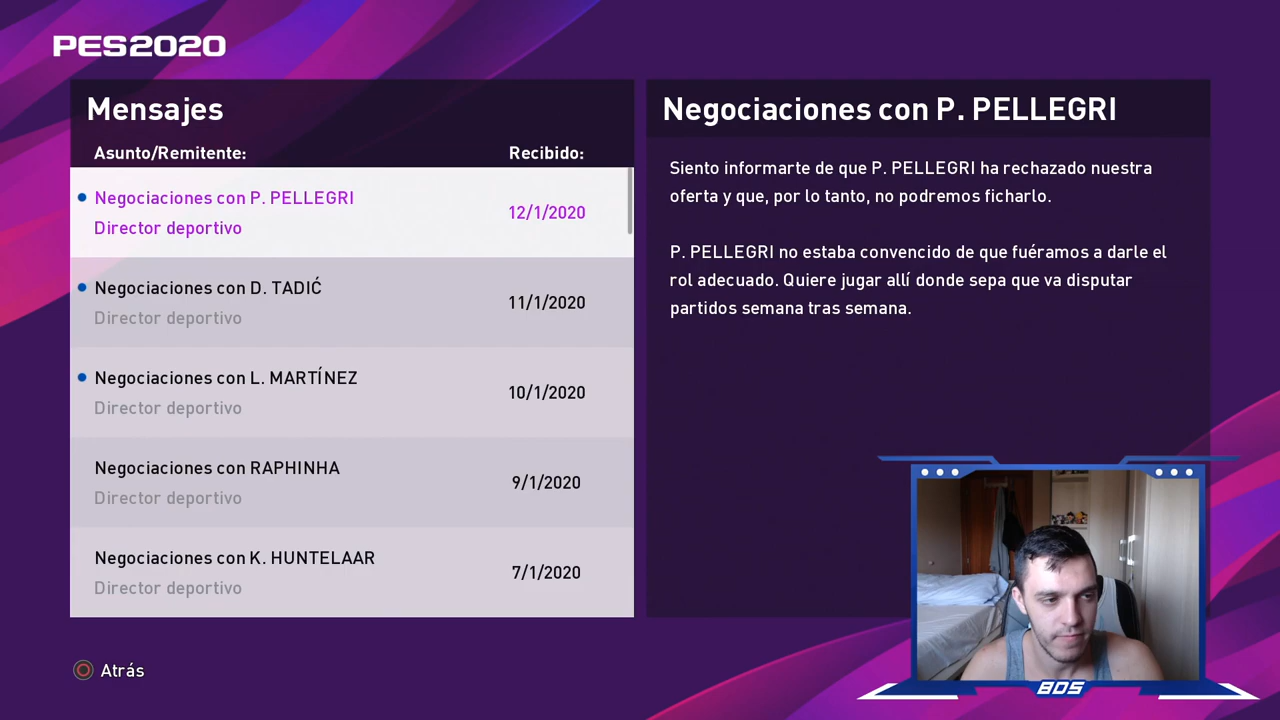 PES2020
Mensajes
Asunto/Remitente:
Recibido:
Negociaciones con P. PELLEGRI
Director deportivo
12/1/2020
Negociaciones con D. TADIĆ
Director deportivo
11/1/2020
Negociaciones con L. MARTÍNEZ
Director deportivo
10/1/2020
Negociaciones con RAPHINHA
Director deportivo
9/1/2020
Negociaciones con K. HUNTELAAR
Director deportivo
7/1/2020
Negociaciones con P. PELLEGRI
Siento informarte de que P. PELLEGRI ha rechazado nuestra
oferta y que, por lo tanto, no podremos ficharlo.
P. PELLEGRI no estaba convencido de que fuéramos a darle el
rol adecuado. Quiere jugar allí donde sepa que va disputar
partidos semana tras semana.
Atrás
BDS